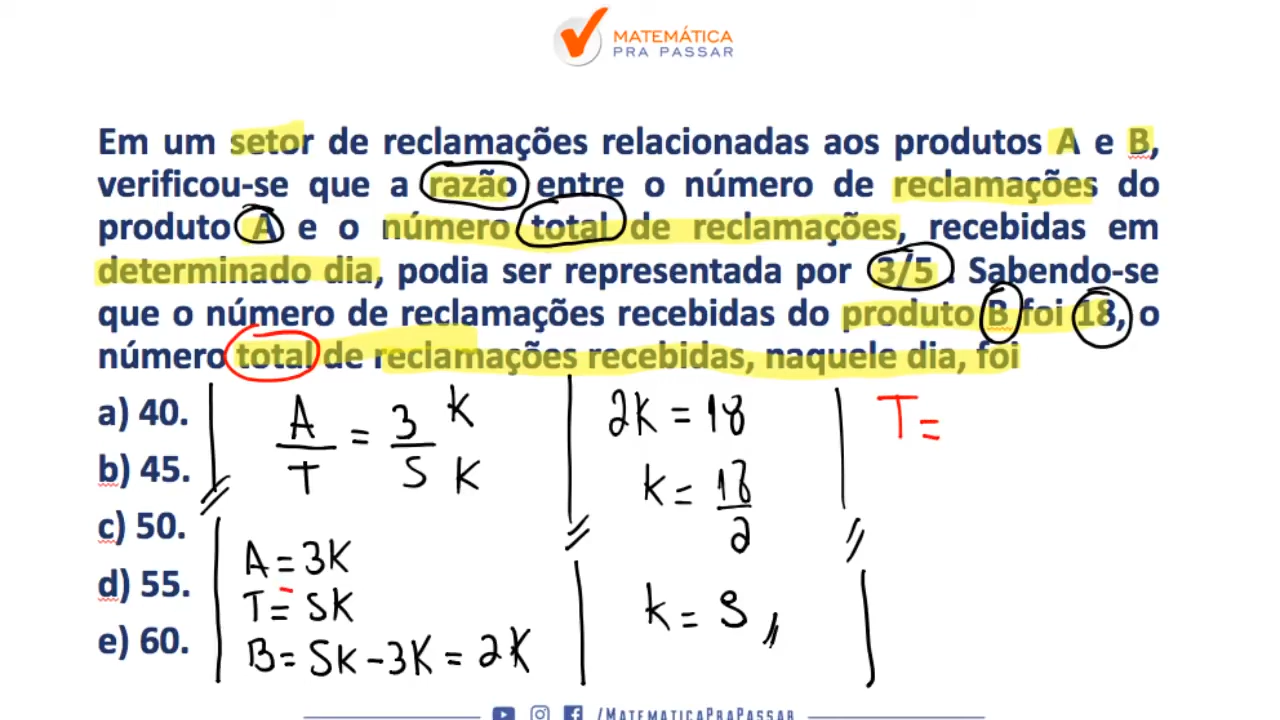 MATEMÁTICA
PRA PASSAR
Em um setor de reclamações relacionadas aos produtos A e B,
verificou-se que a razão entre o número de reclamações do
produto A e o número total de reclamações, recebidas em
determinado dia, podia ser representada por 3/5. Sabendo-se
que o número de reclamações recebidas do produto B foi 18, o
número total de reclamações recebidas, naquele dia, foi
a) 40.
b) 45.
c) 50.
d) 55.
e) 60.
A/T = 3/5 K/K
A = 3K
T = 5K
B = 5K - 3K = 2K
2K = 18
K = 18/2
K = 9
T =
/MATEMATICAPRAPASSAR